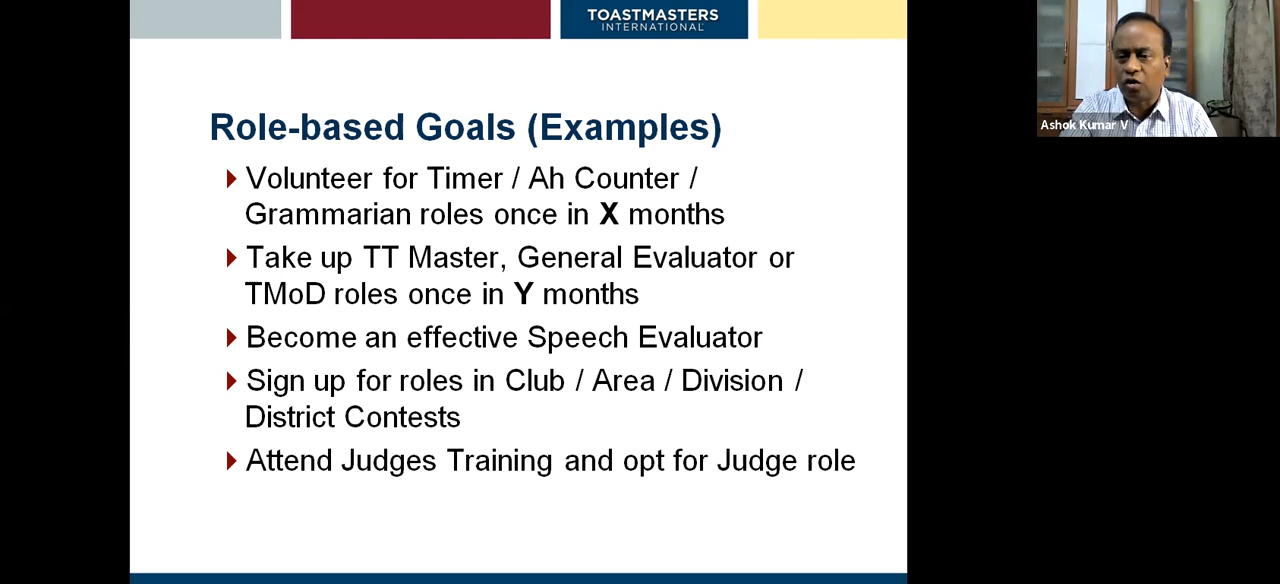 TOASTMASTERS
INTERNATIONAL
Role-based Goals (Examples)
Volunteer for Timer / Ah Counter /
Grammarian roles once in X months
Take up TT Master, General Evaluator or
TMoD roles once in Y months
Become an effective Speech Evaluator
Sign up for roles in Club / Area / Division /
District Contests
Attend Judges Training and opt for Judge role
Ashok Kumar V